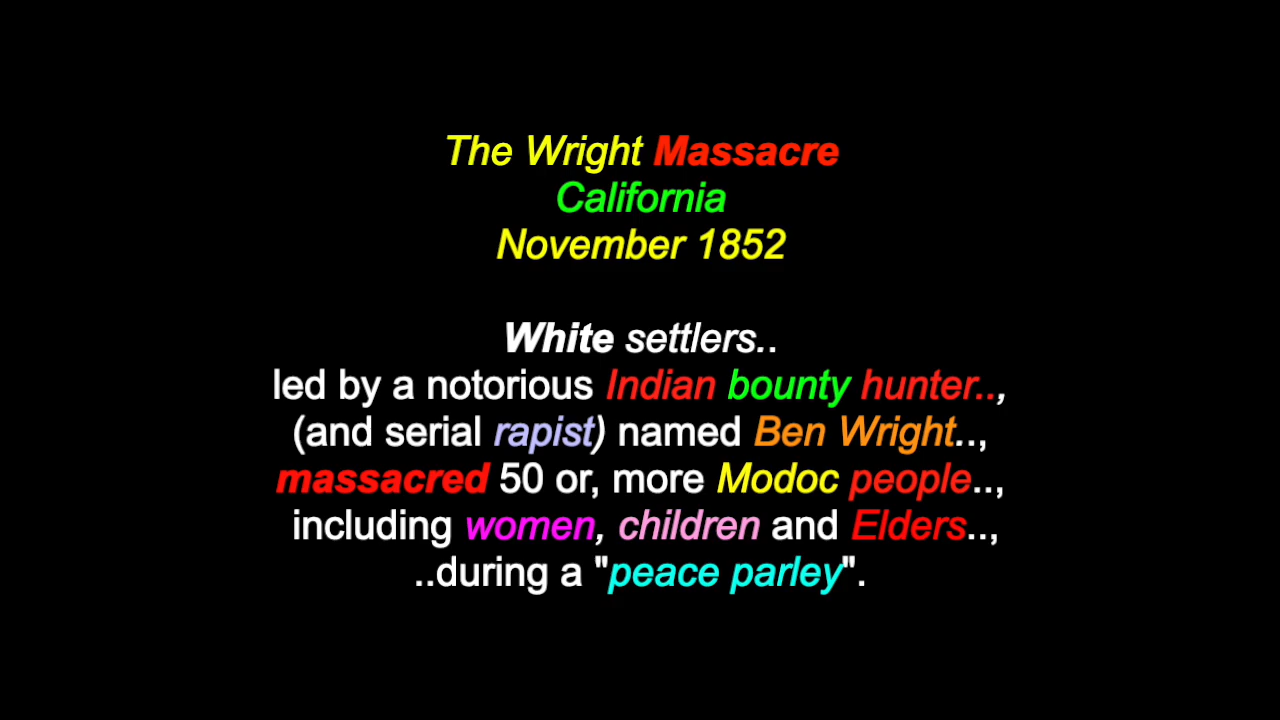 The Wright Massacre
California
November 1852
White settlers..
led by a notorious Indian bounty hunter..,
(and serial rapist) named Ben Wright..,
massacred 50 or, more Modoc people..,
including women, children and Elders..,
..during a "peace parley".